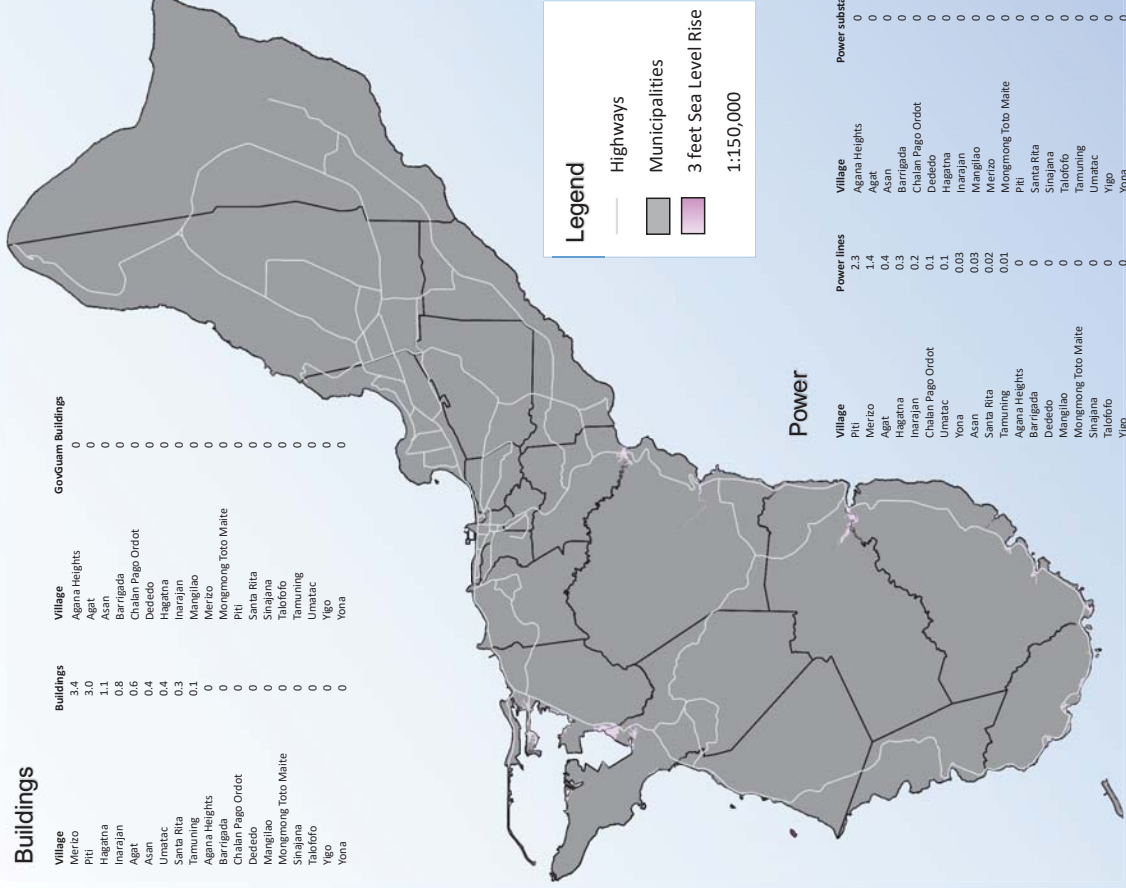 Buildings
Village Buildings Village GovGuam Buildings
Merizo 3.4 Agana Heights 0
Piti 3.0 Agat 0
Hagatna 1.1 Asan 0
Inarajan 0.8 Barrigada 0
Agat 0.6 Chalan Pago Ordot 0
Asan 0.4 Dededo 0
Umatac 0.4 Hagatna 0
Santa Rita 0.3 Inarajan 0
Tamuning 0.1 Mangilao 0
Agana Heights 0 Merizo 0
Barrigada 0 Mongmong Toto Maite 0
Chalan Pago Ordot 0 Piti 0
Dededo 0 Santa Rita 0
Mangilao 0 Sinajana 0
Mongmong Toto Maite 0 Talofofo 0
Sinajana 0 Tamuning 0
Talofofo 0 Umatac 0
Yigo 0 Yigo 0
Yona 0 Yona 0
Legend
Highways
Municipalities
3 feet Sea Level Rise
1:150,000
Power
Village Power lines Village Power substa
Piti 2.3 Agana Heights 0
Merizo 1.4 Agat 0
Agat 0.4 Asan 0
Hagatna 0.3 Barrigada 0
Inarajan 0.2 Chalan Pago Ordot 0
Chalan Pago Ordot 0.1 Dededo 0
Umatac 0.1 Hagatna 0
Yona 0.03 Inarajan 0
Asan 0.03 Mangilao 0
Santa Rita 0.02 Merizo 0
Tamuning 0.01 Mongmong Toto Maite 0
Agana Heights 0 Piti 0
Barrigada 0 Santa Rita 0
Dededo 0 Sinajana 0
Mangilao 0 Talofofo 0
Mongmong Toto Maite 0 Tamuning 0
Sinajana 0 Umatac 0
Talofofo 0 Yigo 0
Yigo 0 Yona 0